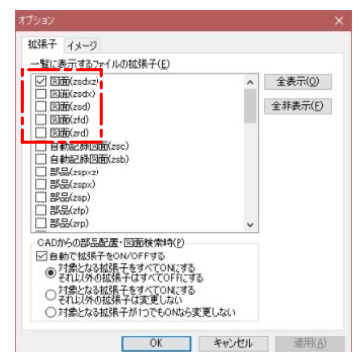 オプション
拡張子 イメージ
一覧に表示するファイルの拡張子(E)
図面(zsdxz)
図面(zsdx)
図面(zsd)
図面(zfd)
図面(zrd)
自動記録図面(zsc)
自動記録図面(zsb)
部品(zspxz)
部品(zspx)
部品(zsp)
部品(zfp)
部品(zrp)
全表示(O)
全非表示(F)
CADからの部品配置・図面検索時(P)
自動で拡張子をON/OFFする
対象となる拡張子をすべてONにする
それ以外の拡張子はすべてOFFにする
対象となる拡張子をすべてONにする
それ以外の拡張子は変更しない
対象となる拡張子が1つでもONなら変更しない
OK キャンセル 適用(A)